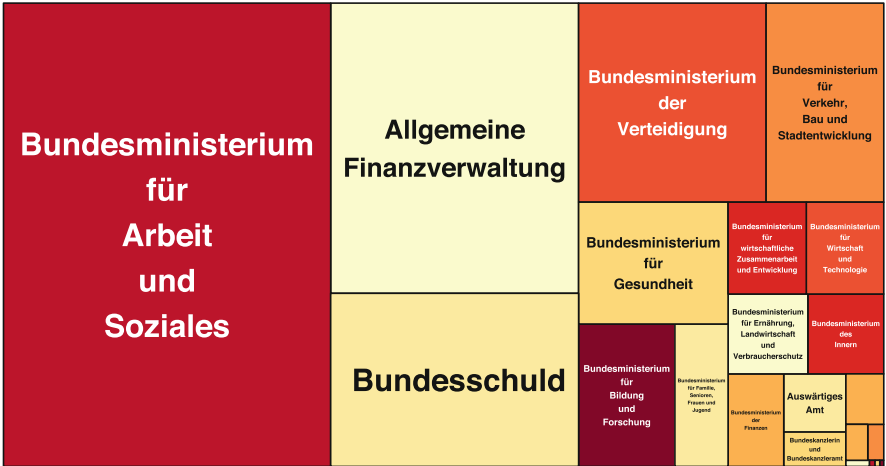 Bundesministerium
für
Arbeit
und
Soziales
Allgemeine
Finanzverwaltung
Bundesschuld
Bundesministerium
der
Verteidigung
Bundesministerium
für
Verkehr,
Bau und
Stadtentwicklung
Bundesministerium
für
Gesundheit
Bundesministerium
für
wirtschaftliche
Zusammenarbeit
und Entwicklung
Bundesministerium
für
Wirtschaft
und
Technologie
Bundesministerium
für Ernährung,
Landwirtschaft
und
Verbraucherschutz
Bundesministerium
des
Innern
Bundesministerium
für
Bildung
und
Forschung
Bundesministerium
für Familie,
Senioren,
Frauen und
Jugend
Bundesministerium
der
Finanzen
Auswärtiges
Amt
Bundeskanzlerin
und
Bundeskanzleramt